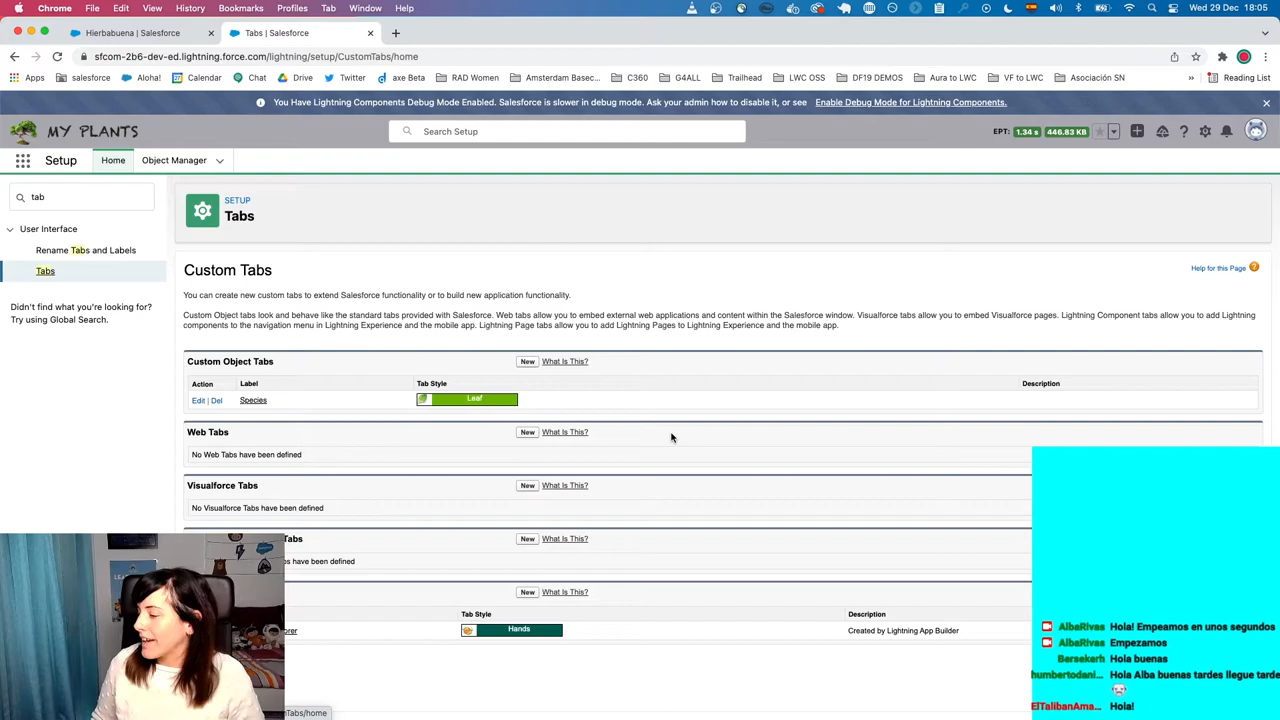 Chrome File Edit View History Bookmarks Profiles Tab Window Help Wed 29 Dec 18:05
Hierbabuena | Salesforce Tabs | Salesforce
sfcom-2b6-dev-ed.lightning.force.com/lightning/setup/CustomTabs/home
Apps salesforce Aloha! Calendar Chat Drive Twitter axe Beta RAD Women Amsterdam Basec... C360 G4ALL Trailhead LWC OSS DF19 DEMOS Aura to LWC VF to LWC Asociación SN » Reading List
You Have Lightning Components Debug Mode Enabled. Salesforce is slower in debug mode. Ask your admin how to disable it, or see Enable Debug Mode for Lightning Components.
MY PLANTS Search Setup EPT: 1.34 s 446.83 KB
Setup Home Object Manager
tab
User Interface
Rename Tabs and Labels
Tabs
Didn't find what you're looking for?
Try using Global Search.
SETUP
Tabs
Custom Tabs
Help for this Page
You can create new custom tabs to extend Salesforce functionality or to build new application functionality.
Custom Object tabs look and behave like the standard tabs provided with Salesforce. Web tabs allow you to embed external web applications and content within the Salesforce window. Visualforce tabs allow you to embed Visualforce pages. Lightning Component tabs allow you to add Lightning
components to the navigation menu in Lightning Experience and the mobile app. Lightning Page tabs allow you to add Lightning Pages to Lightning Experience and the mobile app.
Custom Object Tabs New What Is This?
Action Label Tab Style Description
Edit | Del Species Leaf
Web Tabs New What Is This?
No Web Tabs have been defined
Visualforce Tabs New What Is This?
No Visualforce Tabs have been defined
Tabs New What Is This?
bs have been defined
New What Is This?
Tab Style Description
orer Hands Created by Lightning App Builder
omTabs/home
AlbaRivas Hola! Empeamos en unos segundos
AlbaRivas Empezamos
Bersekerh Hola buenas
humbertodani... Hola Alba buenas tardes llegue tarde
ElTalibanAma... Hola!